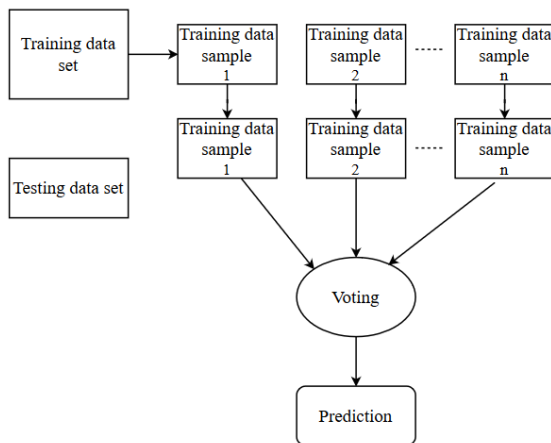 Training data
set
Training data
sample
1
Training data
sample
2
Training data
sample
n
Training data
sample
1
Training data
sample
2
Training data
sample
n
Testing data set
Voting
Prediction